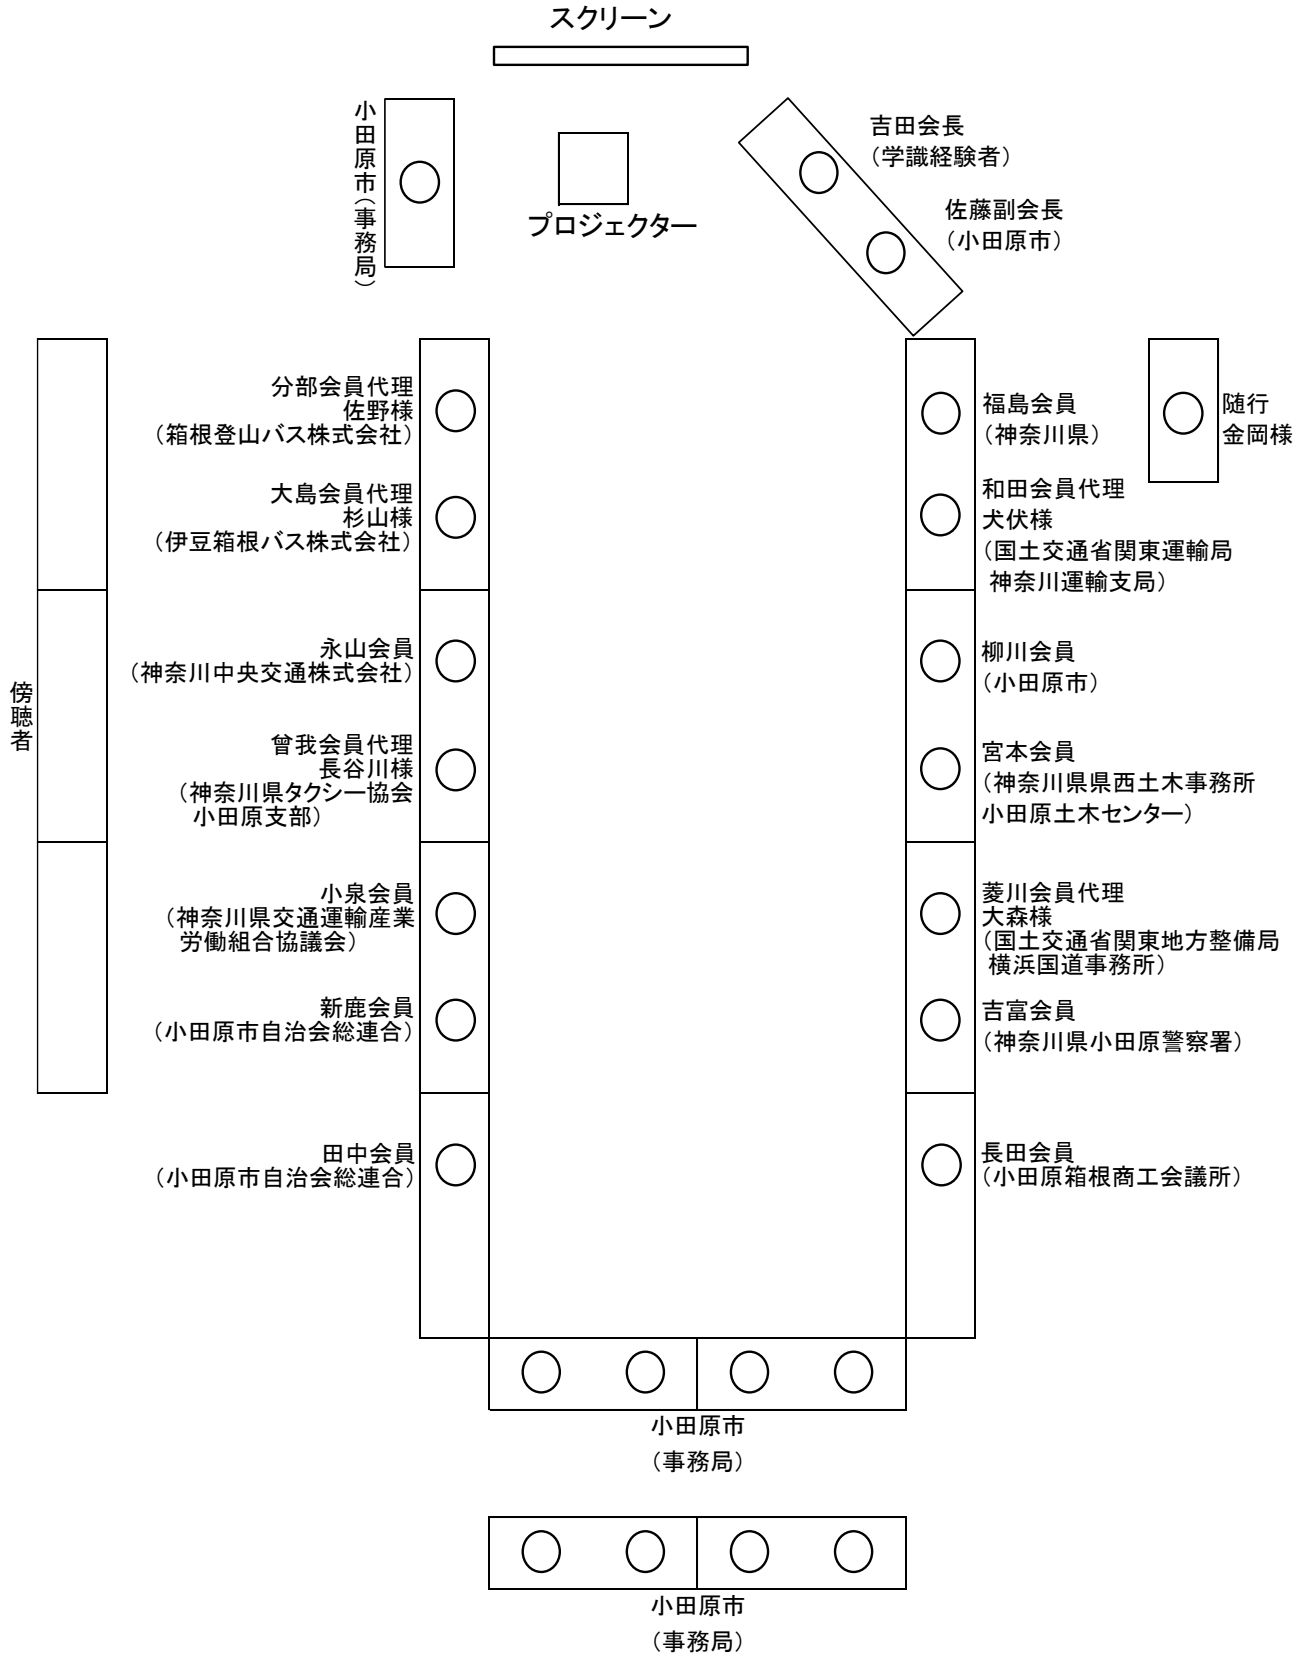 スクリーン
小田原市（事務局）
プロジェクター
吉田会長
（学識経験者）
佐藤副会長
（小田原市）
傍聴者
分部会員代理
佐野様
（箱根登山バス株式会社）
大島会員代理
杉山様
（伊豆箱根バス株式会社）
永山会員
（神奈川中央交通株式会社）
曾我会員代理
長谷川様
（神奈川県タクシー協会
小田原支部）
小泉会員
（神奈川県交通運輸産業
労働組合協議会）
新鹿会員
（小田原市自治会総連合）
田中会員
（小田原市自治会総連合）
福島会員
（神奈川県）
随行
金岡様
和田会員代理
犬伏様
（国土交通省関東運輸局
神奈川運輸支局）
柳川会員
（小田原市）
宮本会員
（神奈川県県西土木事務所
小田原土木センター）
菱川会員代理
大森様
（国土交通省関東地方整備局
横浜国道事務所）
吉富会員
（神奈川県小田原警察署）
長田会員
（小田原箱根商工会議所）
小田原市
（事務局）
小田原市
（事務局）